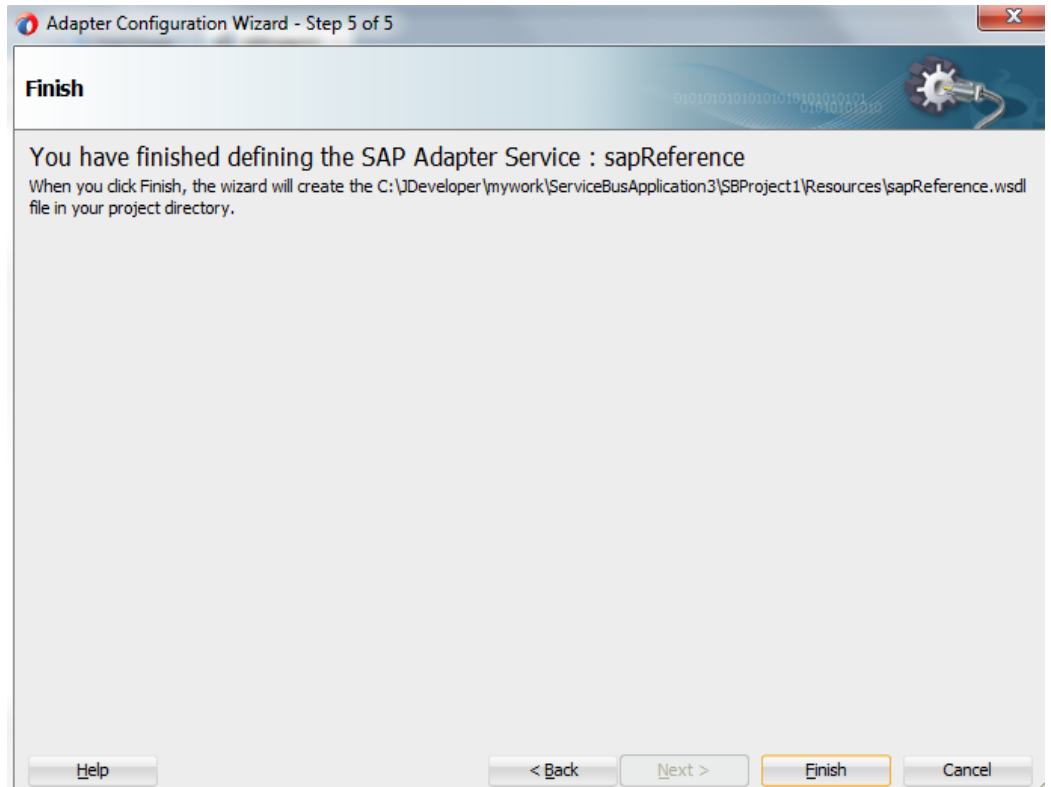 Adapter Configuration Wizard - Step 5 of 5
x
Finish
You have finished defining the SAP Adapter Service : sapReference
When you click Finish, the wizard will create the C:\JDeveloper\mywork\ServiceBusApplication3\SBProject1\Resources\sapReference.wsdl
file in your project directory.
Help
< Back
Next >
Finish
Cancel